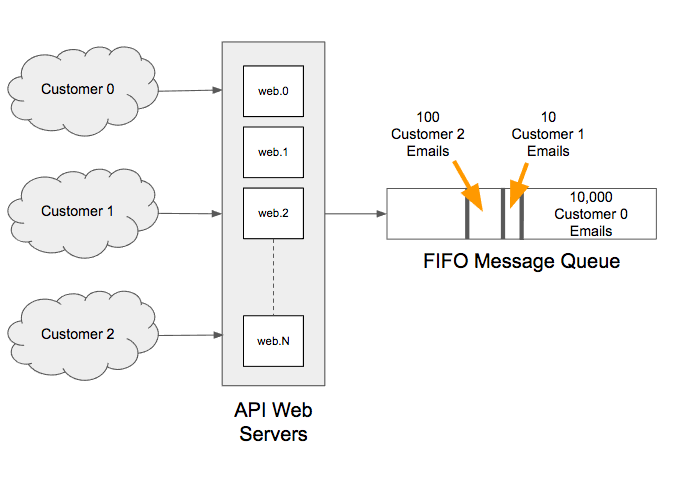 Customer 0
Customer 1
Customer 2
web.0
web.1
web.2
web.N
API Web
Servers
100
Customer 2
Emails
10
Customer 1
Emails
10,000
Customer 0
Emails
FIFO Message Queue